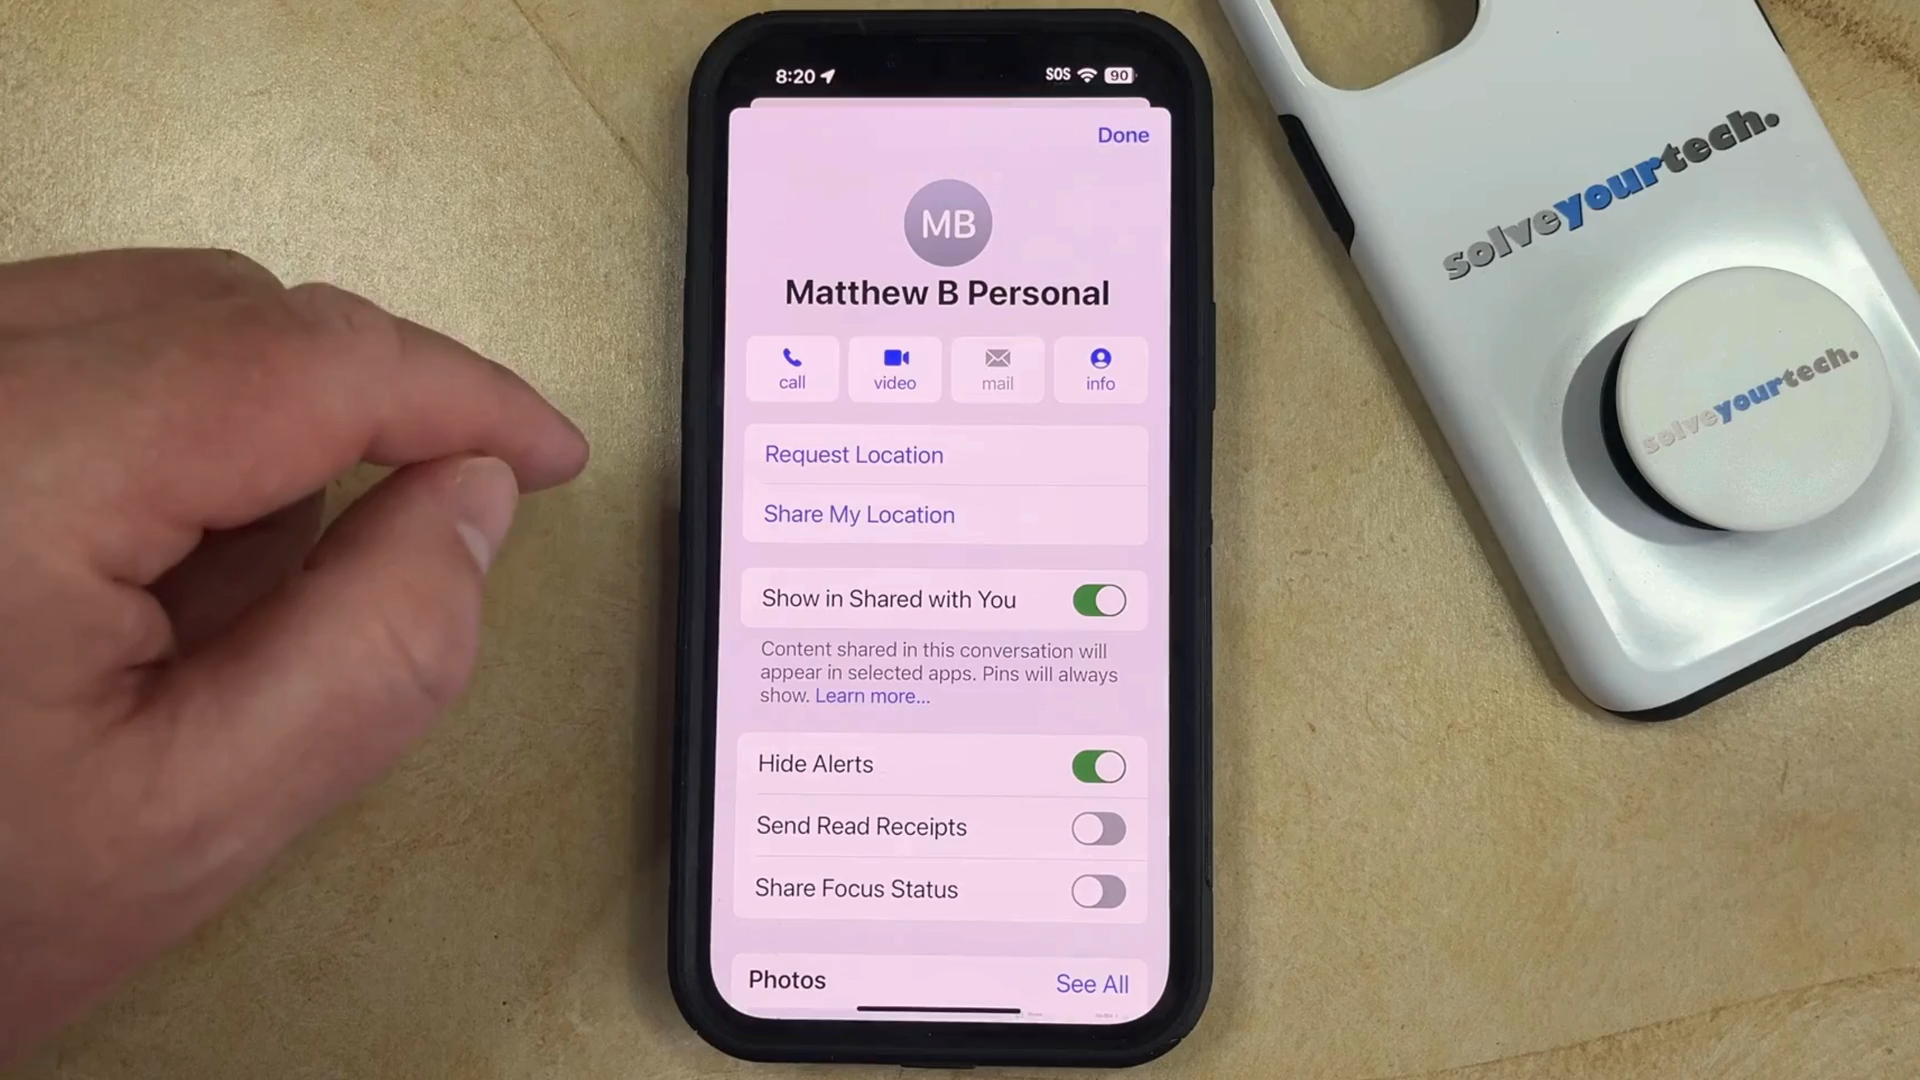 8:20
SOS 90
Done
MB
Matthew B Personal
call video mail info
Request Location
Share My Location
Show in Shared with You
Content shared in this conversation will
appear in selected apps. Pins will always
show. Learn more...
Hide Alerts
Send Read Receipts
Share Focus Status
Photos See All
solveyourtech.
solveyourtech.